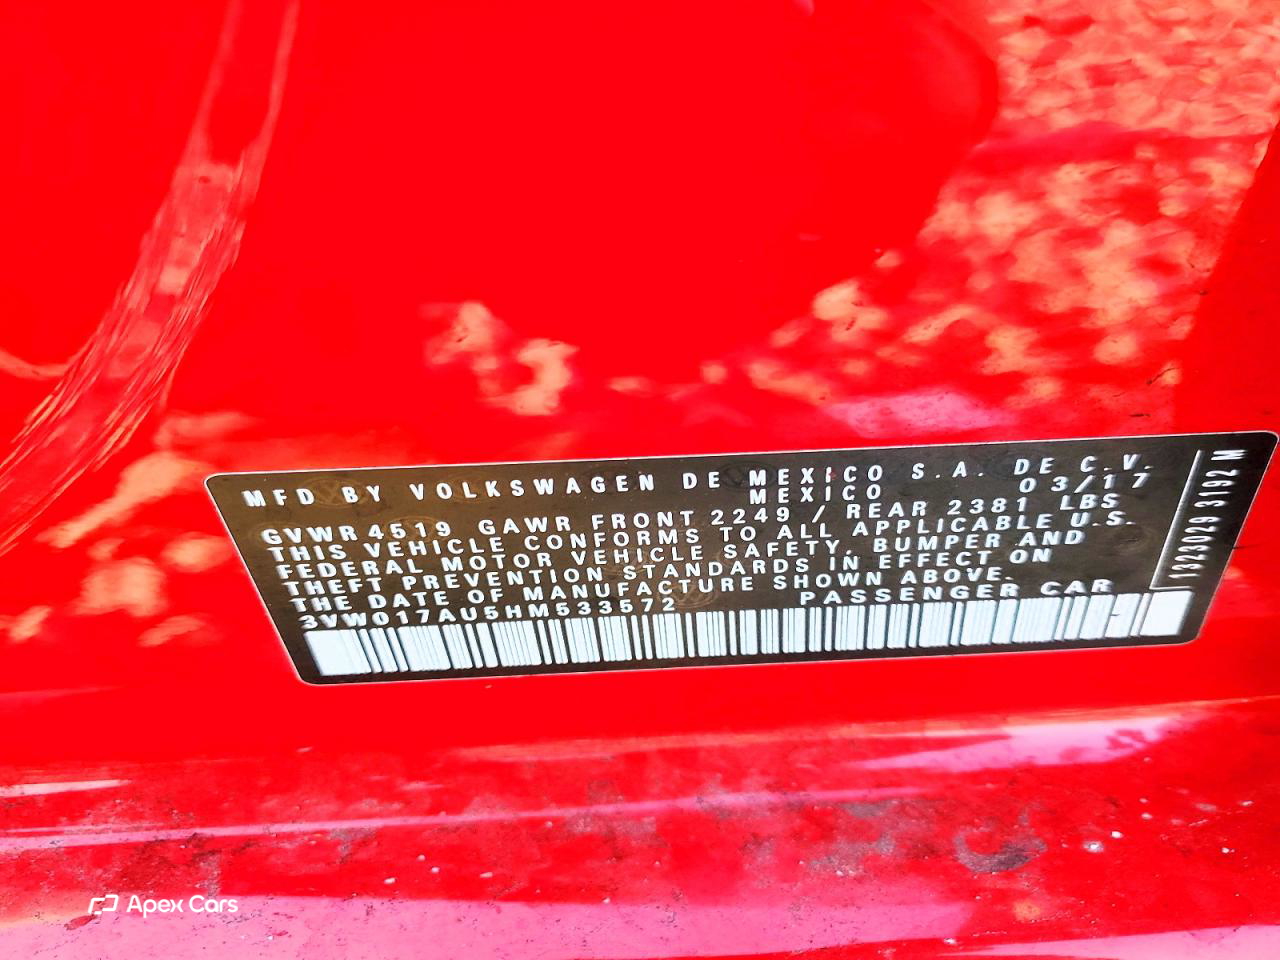 MFD BY VOLKSWAGEN DE MEXICO S.A. DE C.V.
MEXICO 03/17
GVWR 4519 GAWR FRONT 2249 / REAR 2381 LBS
THIS VEHICLE CONFORMS TO ALL APPLICABLE U.S.
FEDERAL MOTOR VEHICLE SAFETY, BUMPER AND
THEFT PREVENTION STANDARDS IN EFFECT ON
THE DATE OF MANUFACTURE SHOWN ABOVE.
3VW017AU5HM533572 PASSENGER CAR
1323029 3192 M
Apex Cars